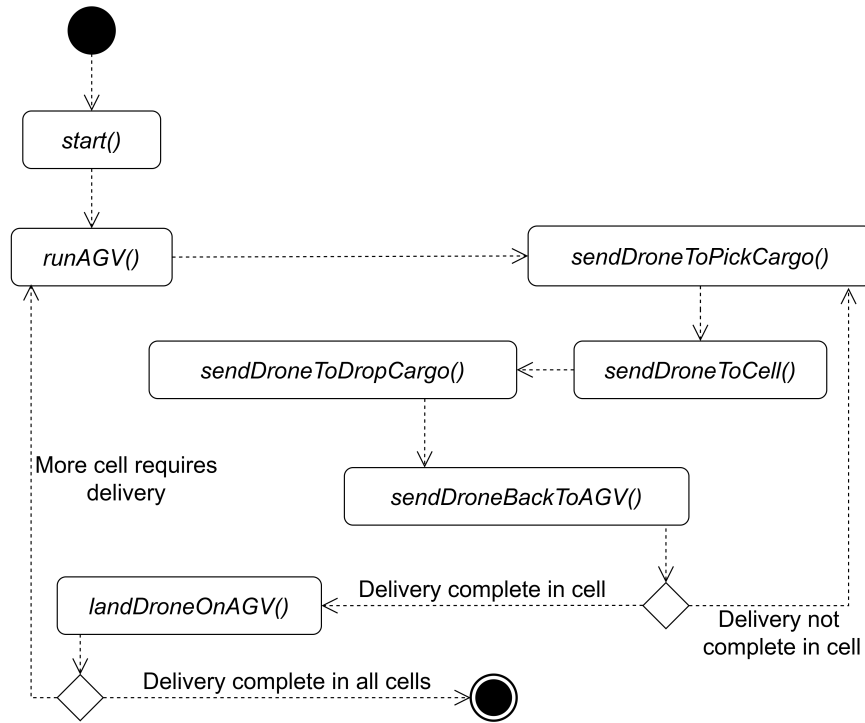 start()
runAGV()
sendDroneToPickCargo()
sendDroneToDropCargo()
sendDroneToCell()
More cell requires
delivery
sendDroneBackToAGV()
landDroneOnAGV()
Delivery complete in cell
Delivery not
complete in cell
Delivery complete in all cells